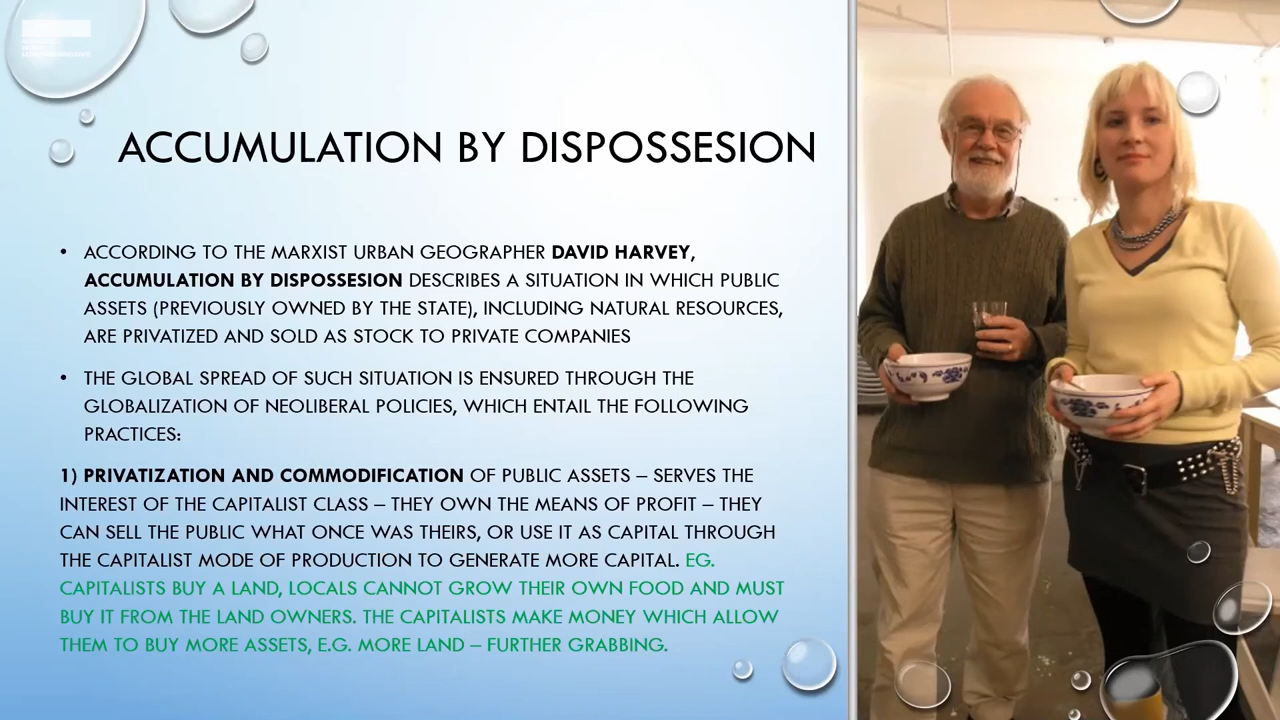 ACCUMULATION BY DISPOSSESION
• ACCORDING TO THE MARXIST URBAN GEOGRAPHER DAVID HARVEY,
ACCUMULATION BY DISPOSSESION DESCRIBES A SITUATION IN WHICH PUBLIC
ASSETS (PREVIOUSLY OWNED BY THE STATE), INCLUDING NATURAL RESOURCES,
ARE PRIVATIZED AND SOLD AS STOCK TO PRIVATE COMPANIES
• THE GLOBAL SPREAD OF SUCH SITUATION IS ENSURED THROUGH THE
GLOBALIZATION OF NEOLIBERAL POLICIES, WHICH ENTAIL THE FOLLOWING
PRACTICES:
1) PRIVATIZATION AND COMMODIFICATION OF PUBLIC ASSETS – SERVES THE
INTEREST OF THE CAPITALIST CLASS – THEY OWN THE MEANS OF PROFIT – THEY
CAN SELL THE PUBLIC WHAT ONCE WAS THEIRS, OR USE IT AS CAPITAL THROUGH
THE CAPITALIST MODE OF PRODUCTION TO GENERATE MORE CAPITAL. EG.
CAPITALISTS BUY A LAND, LOCALS CANNOT GROW THEIR OWN FOOD AND MUST
BUY IT FROM THE LAND OWNERS. THE CAPITALISTS MAKE MONEY WHICH ALLOW
THEM TO BUY MORE ASSETS, E.G. MORE LAND – FURTHER GRABBING.